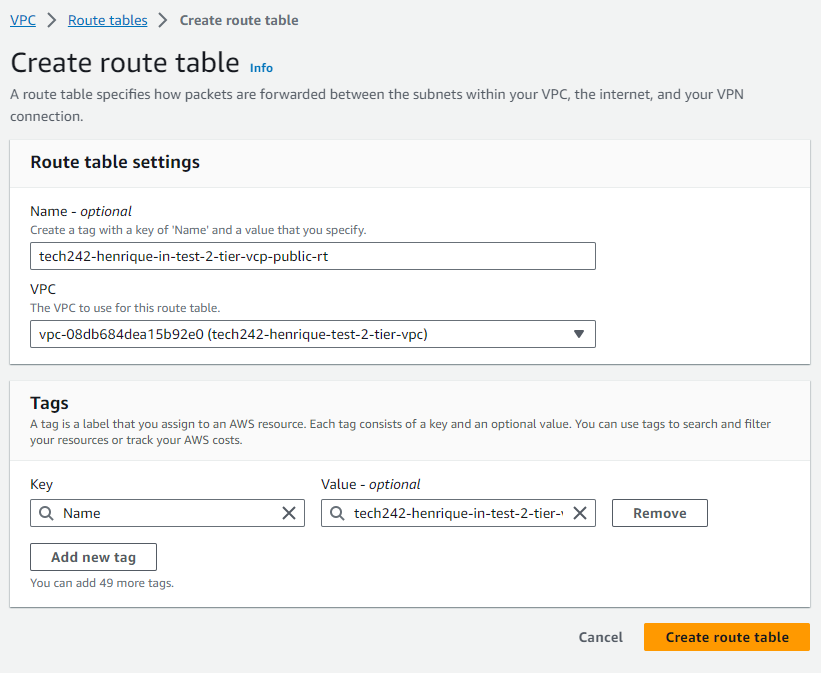 VPC > Route tables > Create route table
Create route table Info
A route table specifies how packets are forwarded between the subnets within your VPC, the internet, and your VPN
connection.
Route table settings
Name - optional
Create a tag with a key of 'Name' and a value that you specify.
tech242-henrique-in-test-2-tier-vcp-public-rt
VPC
The VPC to use for this route table.
vpc-08db684dea15b92e0 (tech242-henrique-test-2-tier-vpc)
Tags
A tag is a label that you assign to an AWS resource. Each tag consists of a key and an optional value. You can use tags to search and filter
your resources or track your AWS costs.
Key Value - optional
Name tech242-henrique-in-test-2-tier-v Remove
Add new tag
You can add 49 more tags.
Cancel Create route table